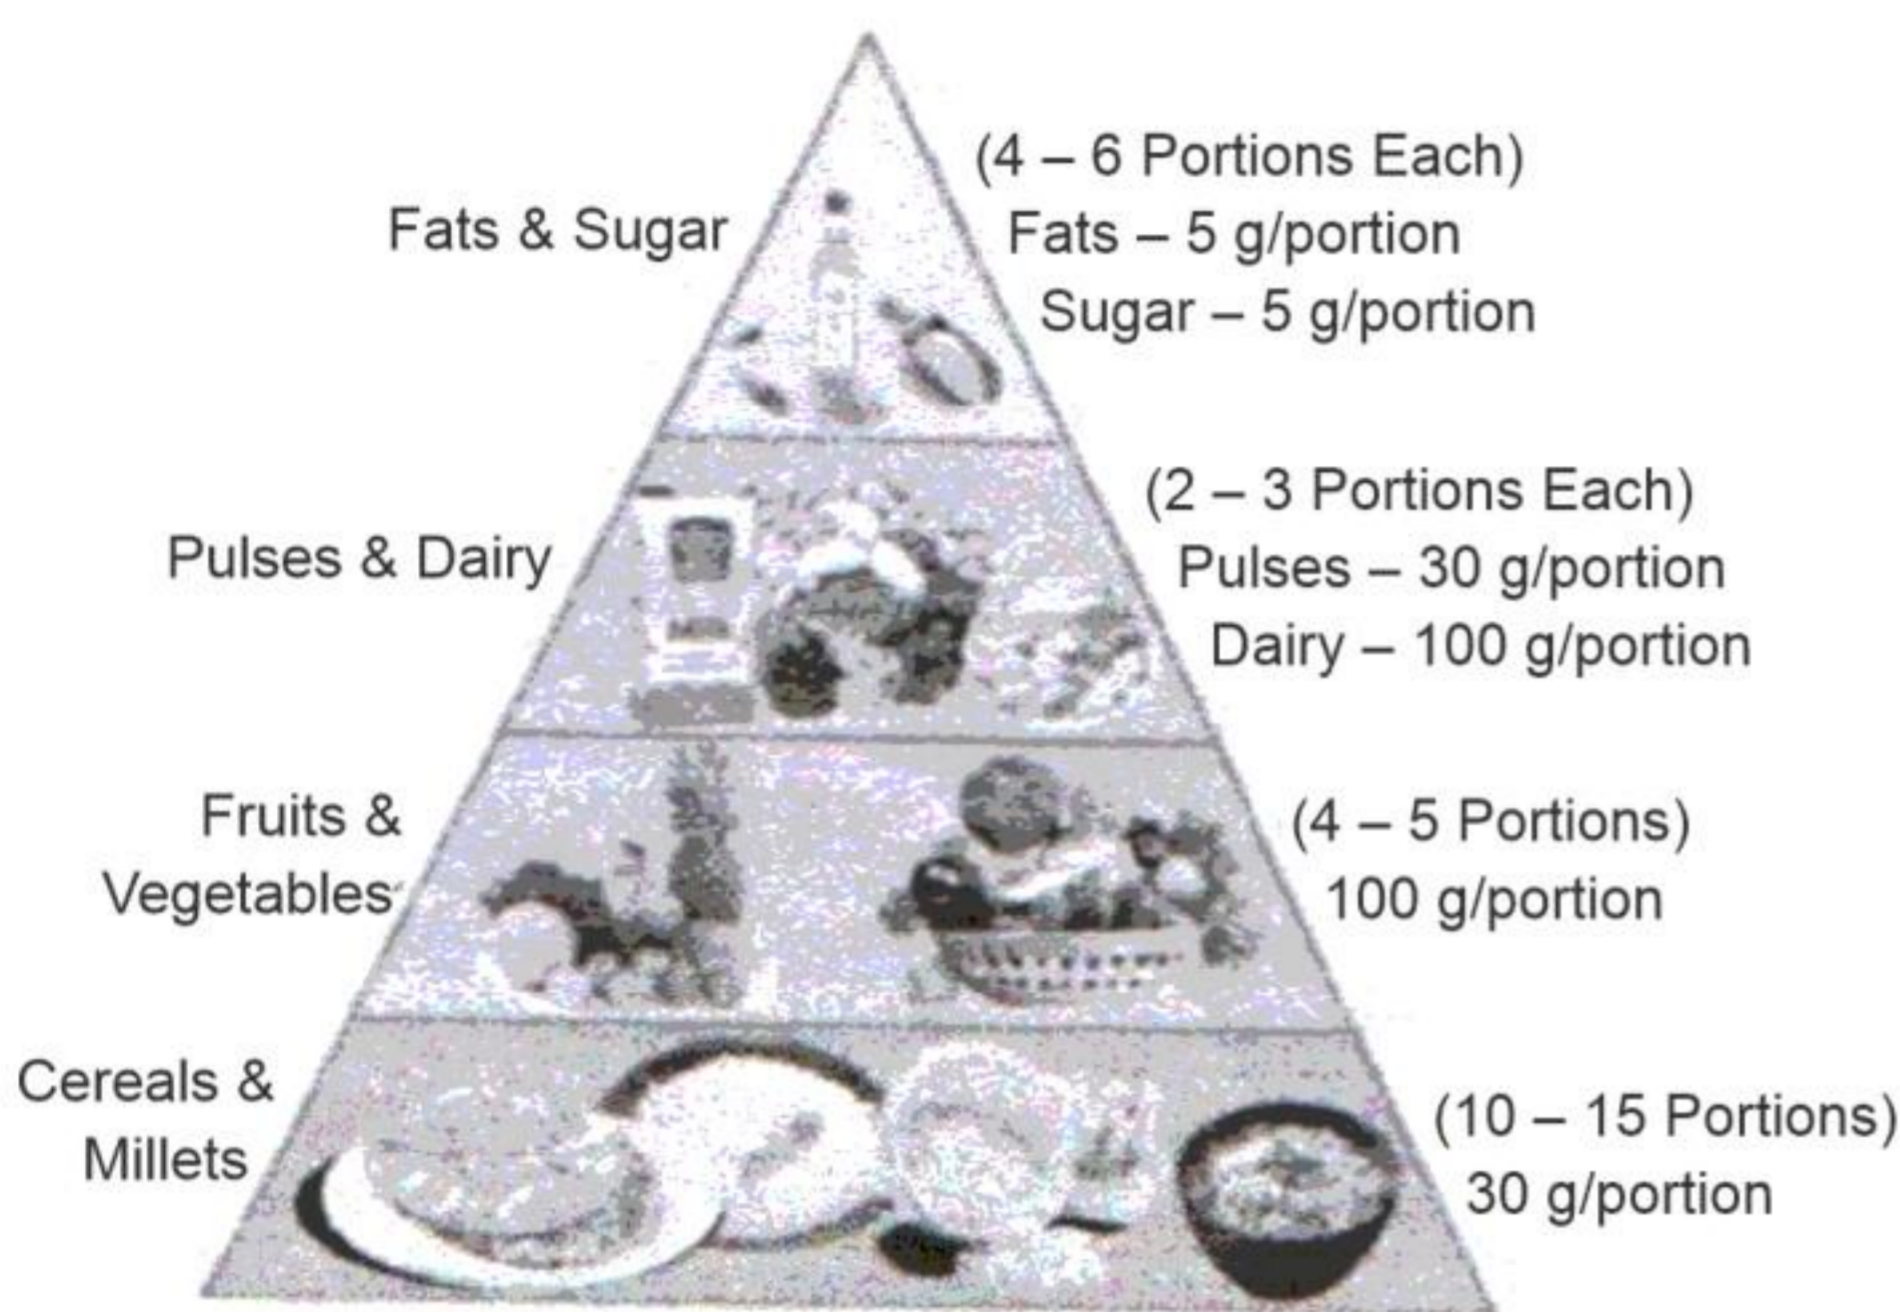 (4 – 6 Portions Each)
Fats & Sugar
Fats – 5 g/portion
Sugar – 5 g/portion
(2 – 3 Portions Each)
Pulses & Dairy
Pulses – 30 g/portion
Dairy – 100 g/portion
Fruits &
Vegetables
(4 – 5 Portions)
100 g/portion
Cereals &
Millets
(10 – 15 Portions)
30 g/portion